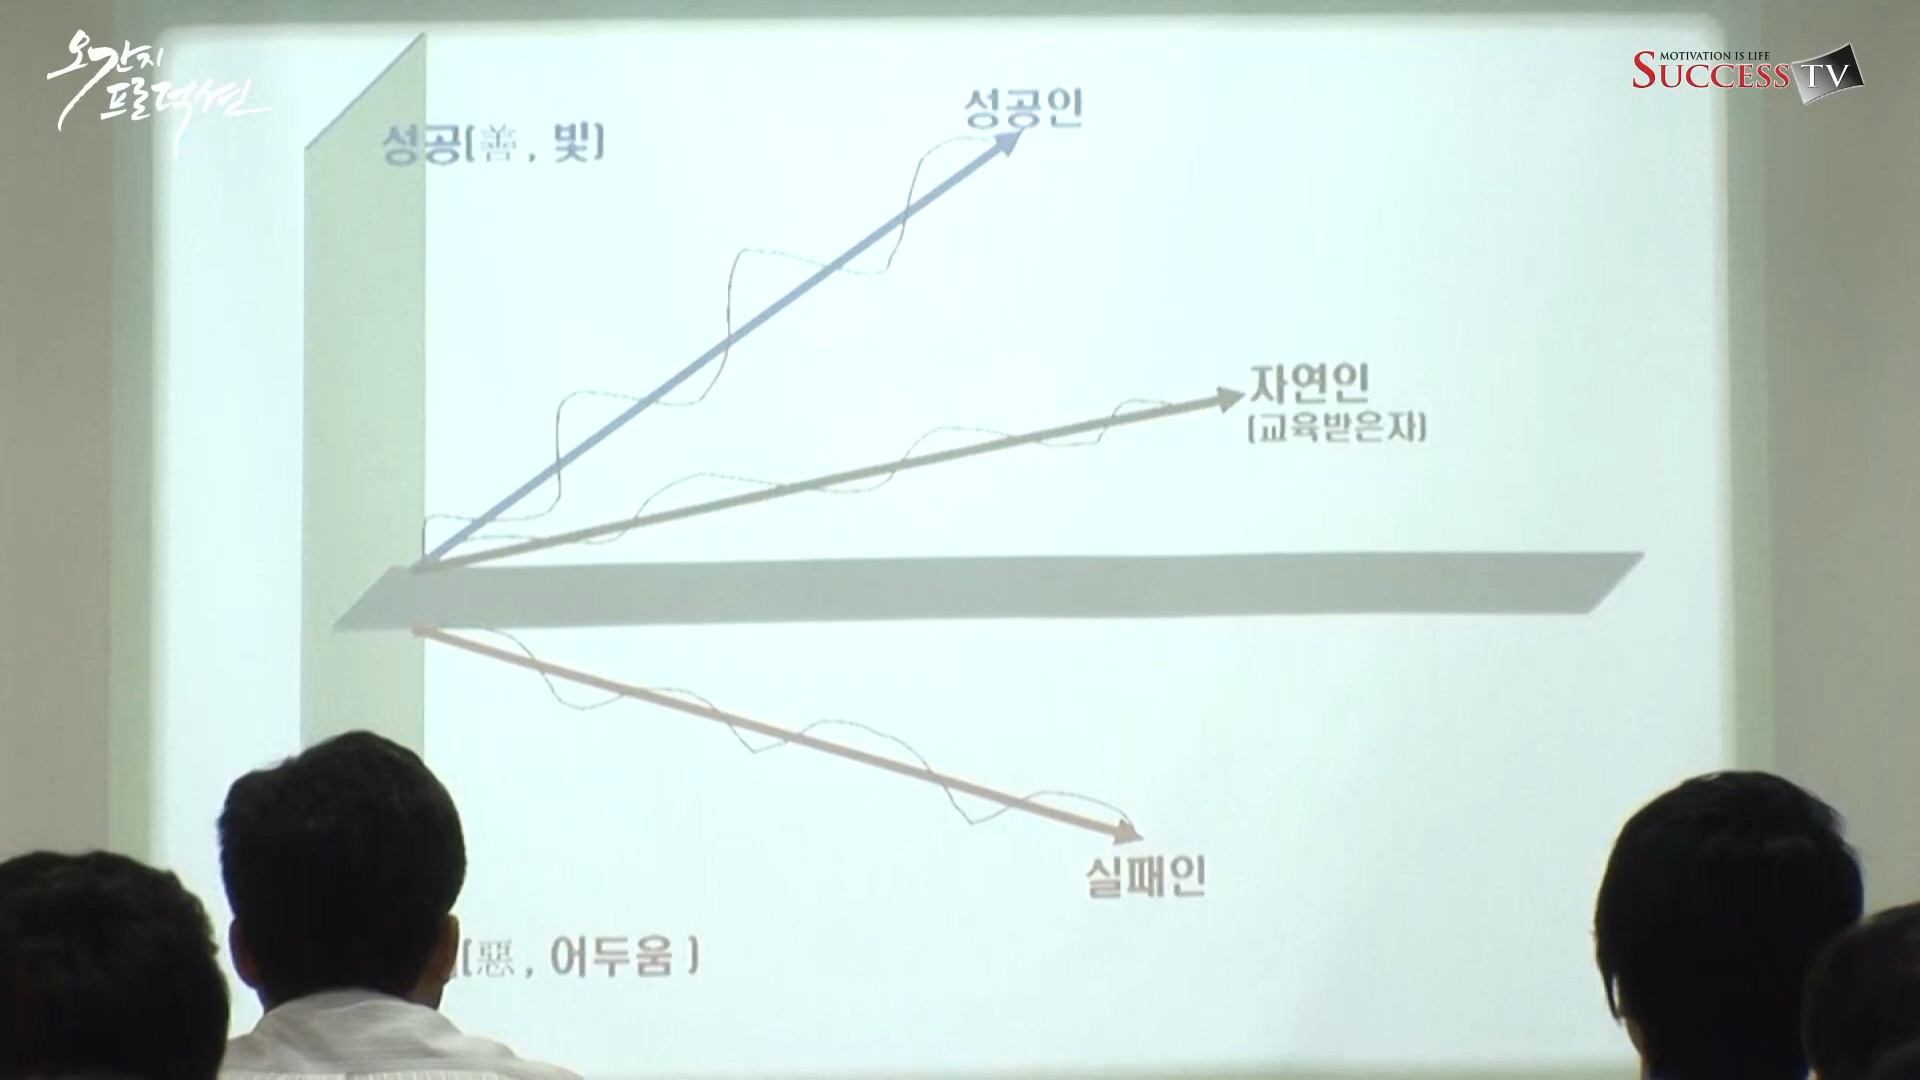 오간지
프로덕션
MOTIVATION IS LIFE
SUCCESS TV
성공인
성공(善, 빛)
자연인
(교육받은자)
실패인
(惡, 어두움)